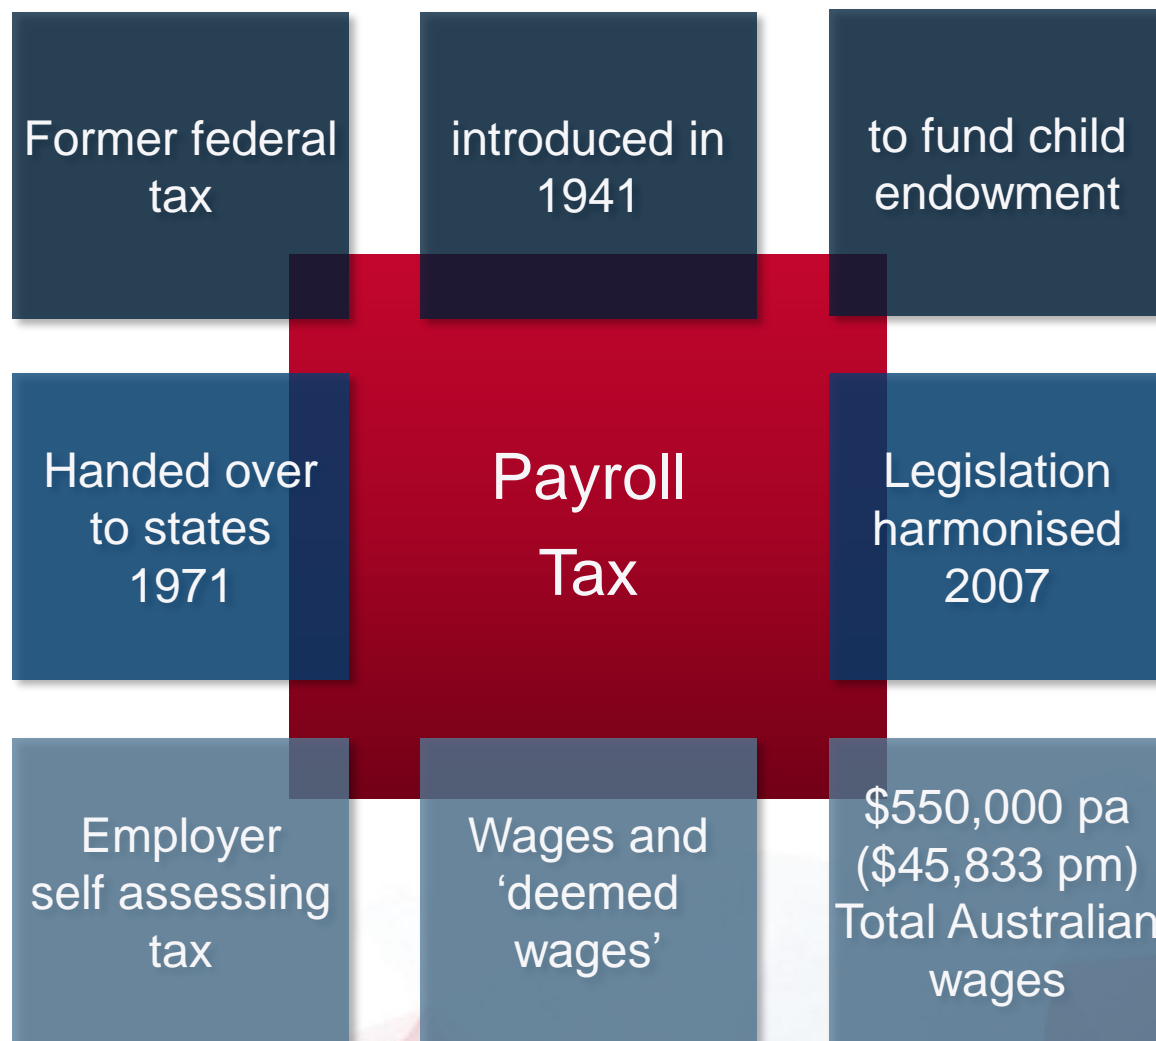 Former federal
tax
introduced in
1941
to fund child
endowment
Handed over
to states
1971
Payroll
Tax
Legislation
harmonised
2007
Employer
self assessing
tax
Wages and
‘deemed
wages’
$550,000 pa
($45,833 pm)
Total Australian
wages